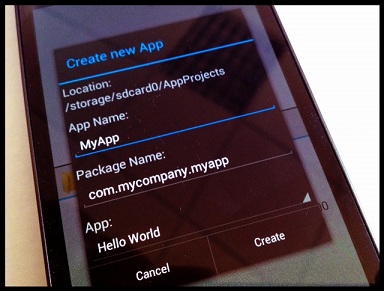 Create new App
Location:
/storage/sdcard0/AppProjects
App Name:
MyApp
Package Name:
com.mycompany.myapp
App:
Hello World
Cancel
Create